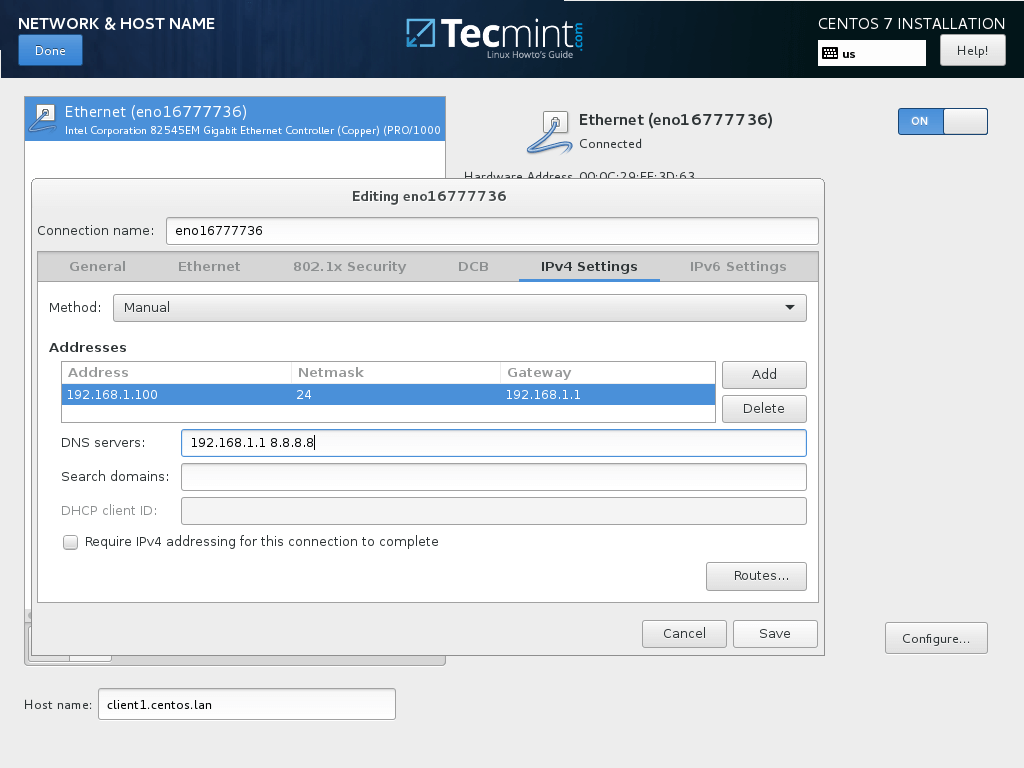 NETWORK & HOST NAME
Done
Tecmint.com
Linux Howto's Guide
CENTOS 7 INSTALLATION
us
Help!
Ethernet (eno16777736)
Intel Corporation 82545EM Gigabit Ethernet Controller (Copper) (PRO/1000
Ethernet (eno16777736)
Connected
ON
Hardware Address 00:0C:29:FE:3D:63
Editing eno16777736
Connection name: eno16777736
General Ethernet 802.1x Security DCB IPv4 Settings IPv6 Settings
Method: Manual
Addresses
Address Netmask Gateway
192.168.1.100 24 192.168.1.1
Add
Delete
DNS servers: 192.168.1.1 8.8.8.8
Search domains:
DHCP client ID:
Require IPv4 addressing for this connection to complete
Routes...
Cancel Save
Configure...
Host name: client1.centos.lan